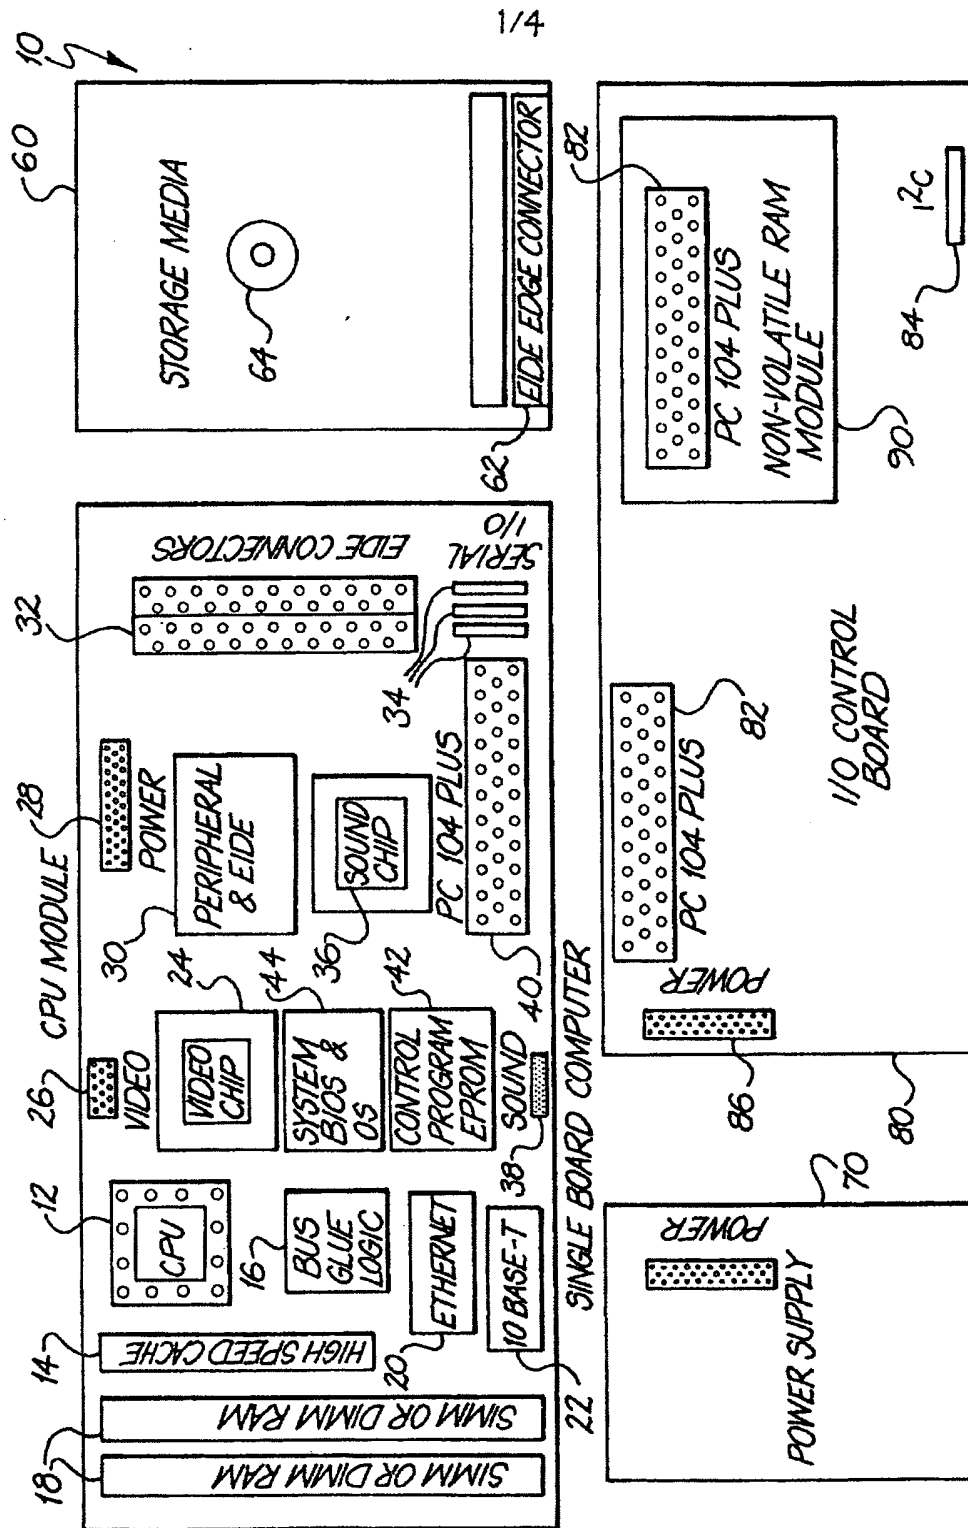 1/4
10
CPU MODULE
12
CPU
14
HIGH SPEED CACHE
16
BUS
GLUE
LOGIC
18
SIMM OR DIMM RAM
SIMM OR DIMM RAM
20
ETHERNET
22
10 BASE-T
24
VIDEO
CHIP
26
VIDEO
28
POWER
30
PERIPHERAL
& EIDE
32
EIDE CONNECTORS
34
SERIAL
I/O
36
SOUND
CHIP
38
SOUND
40
PC 104 PLUS
42
CONTROL
PROGRAM
EPROM
44
SYSTEM
BIOS &
OS
SINGLE BOARD COMPUTER
60
STORAGE MEDIA
64
62
EIDE EDGE CONNECTOR
70
POWER
POWER SUPPLY
80
86
POWER
82
PC 104 PLUS
I/O CONTROL
BOARD
82
PC 104 PLUS
NON-VOLATILE RAM
MODULE
90
84
I2C